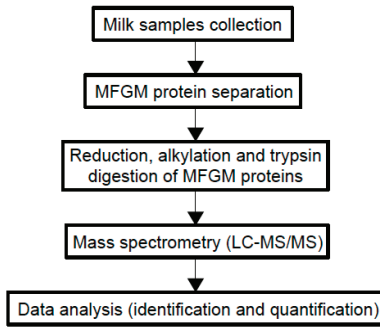 Milk samples collection
MFGM protein separation
Reduction, alkylation and trypsin
digestion of MFGM proteins
Mass spectrometry (LC-MS/MS)
Data analysis (identification and quantification)